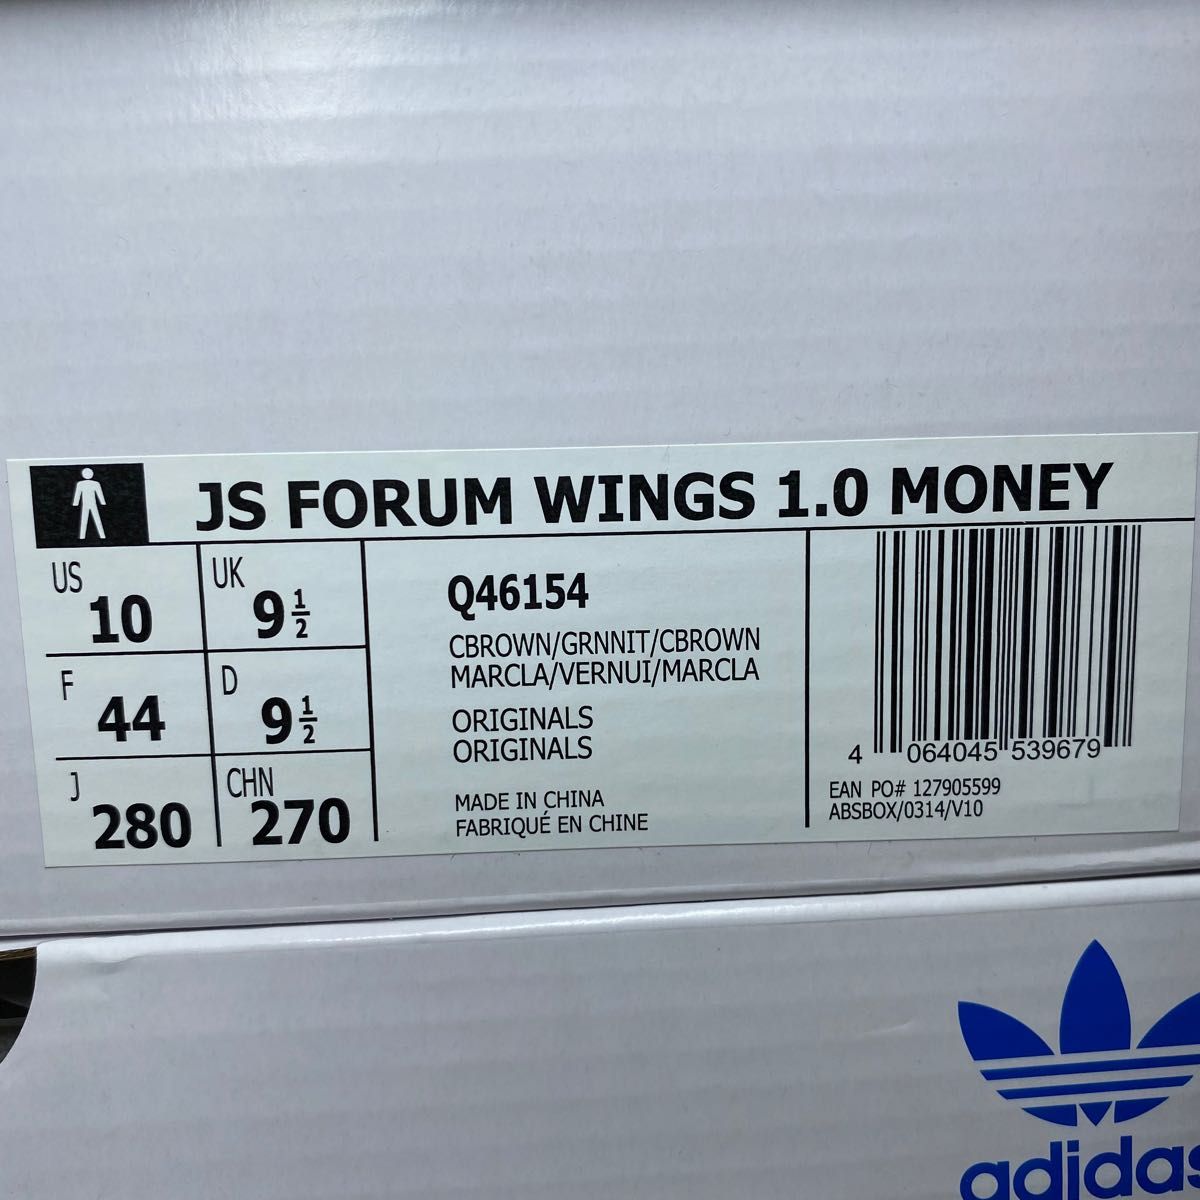 JS FORUM WINGS 1.0 MONEY
US 10 UK 9 1/2
F 44 D 9 1/2
J 280 CHN 270
Q46154
CBROWN/GRNNIT/CBROWN
MARCLA/VERNUI/MARCLA
ORIGINALS
ORIGINALS
MADE IN CHINA
FABRIQUÉ EN CHINE
4 064045 539679
EAN PO# 127905599
ABSBOX/0314/V10
adidas